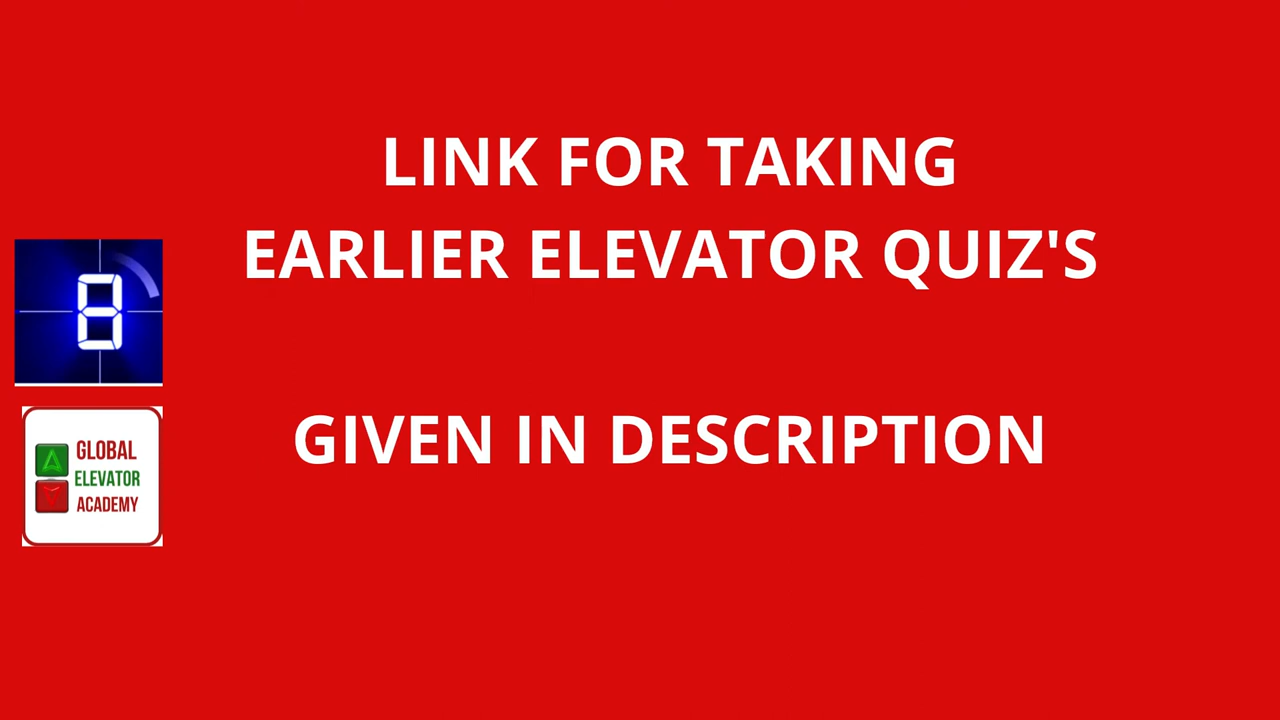 LINK FOR TAKING
EARLIER ELEVATOR QUIZ'S
8
GIVEN IN DESCRIPTION
GLOBAL
ELEVATOR
ACADEMY